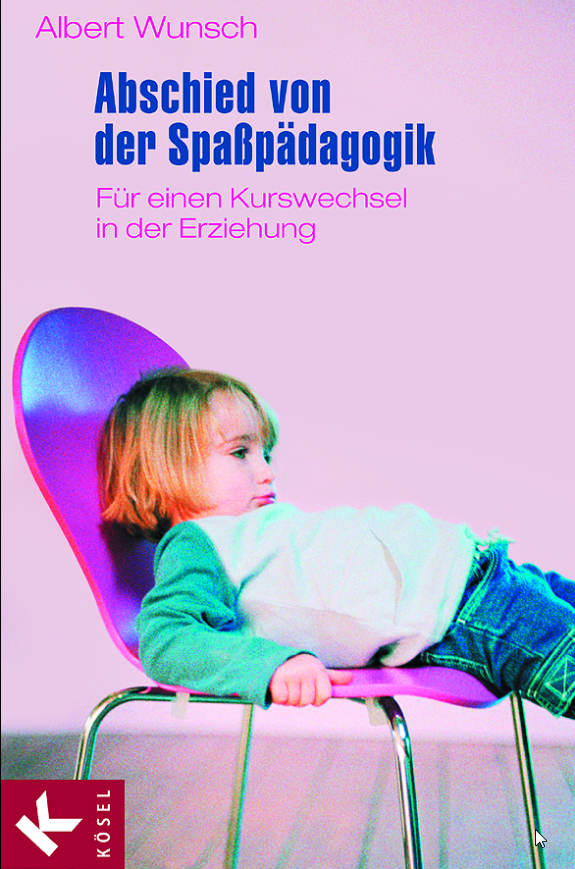 Albert Wunsch
Abschied von
der Spaßpädagogik
Für einen Kurswechsel
in der Erziehung
KÖSEL